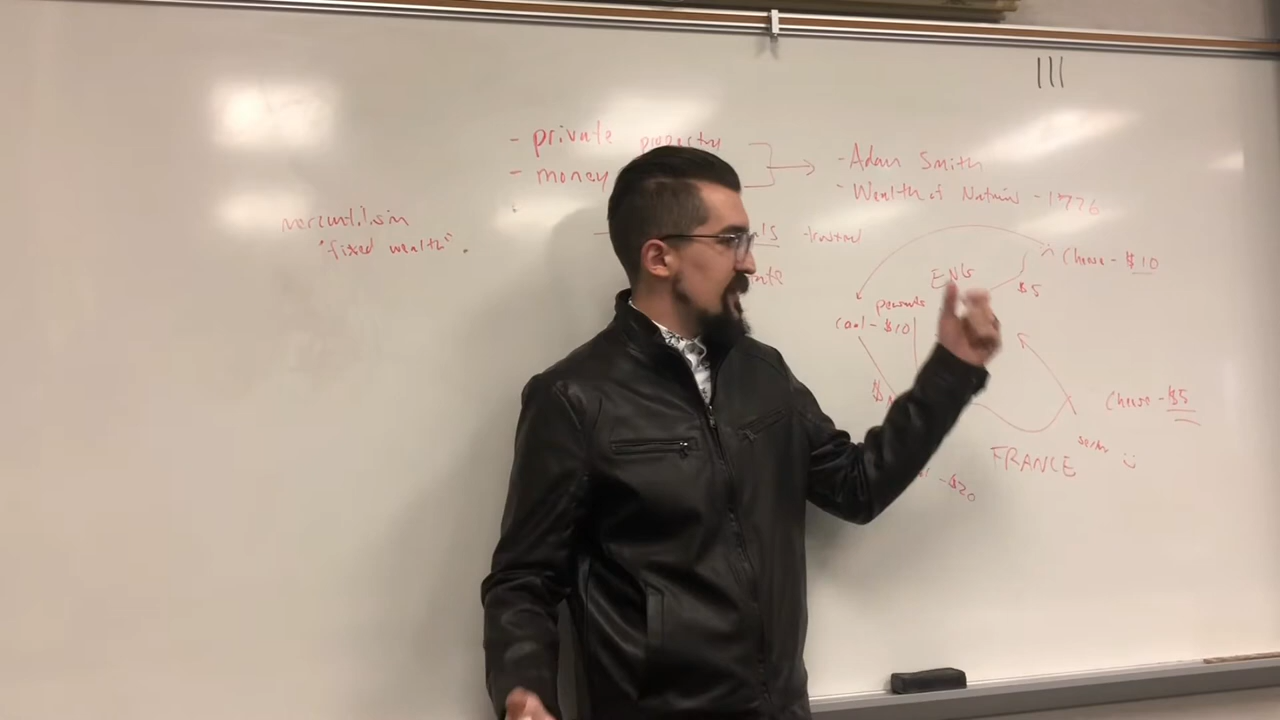 III
- private property
- money
- Adam Smith
- Wealth of Nations - 1776
mercantilism
"fixed wealth".
Cheese - $10
ENG
$5
peasants
Coal - $10
Cheese - $5
FRANCE
- $20